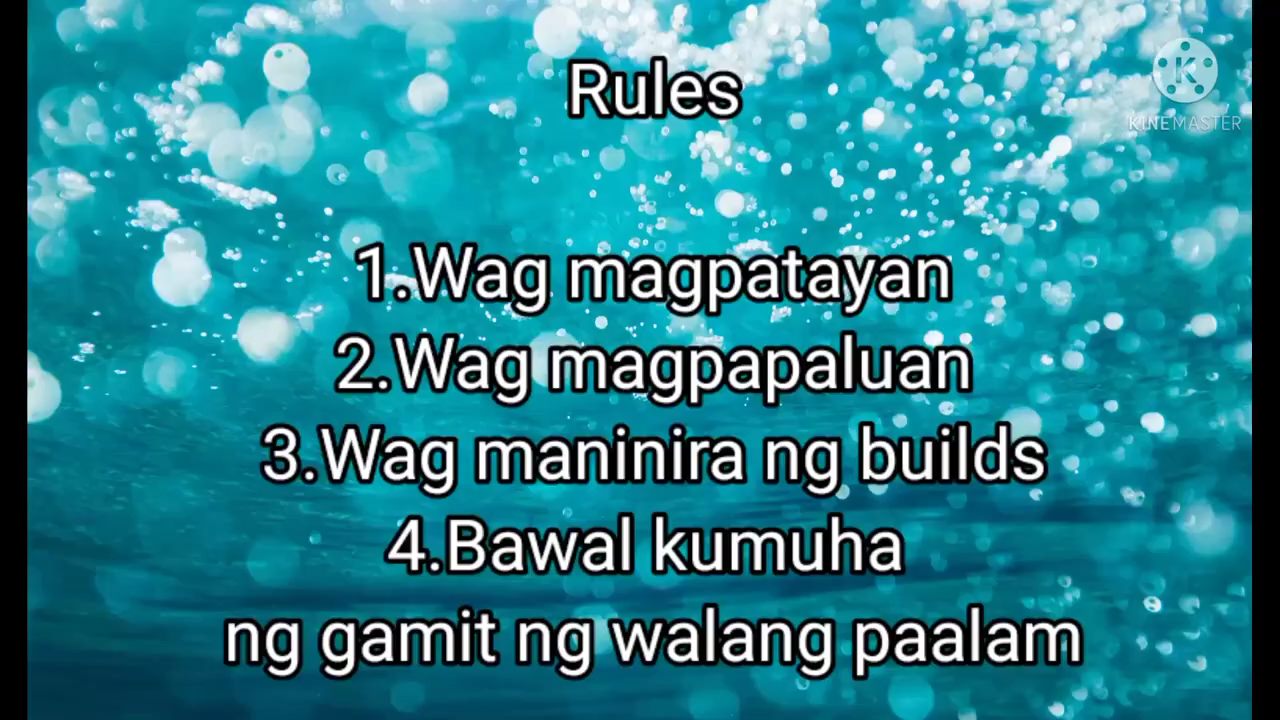 Rules
KINEMASTER
1.Wag magpatayan
2.Wag magpapaluan
3.Wag maninira ng builds
4.Bawal kumuha
ng gamit ng walang paalam